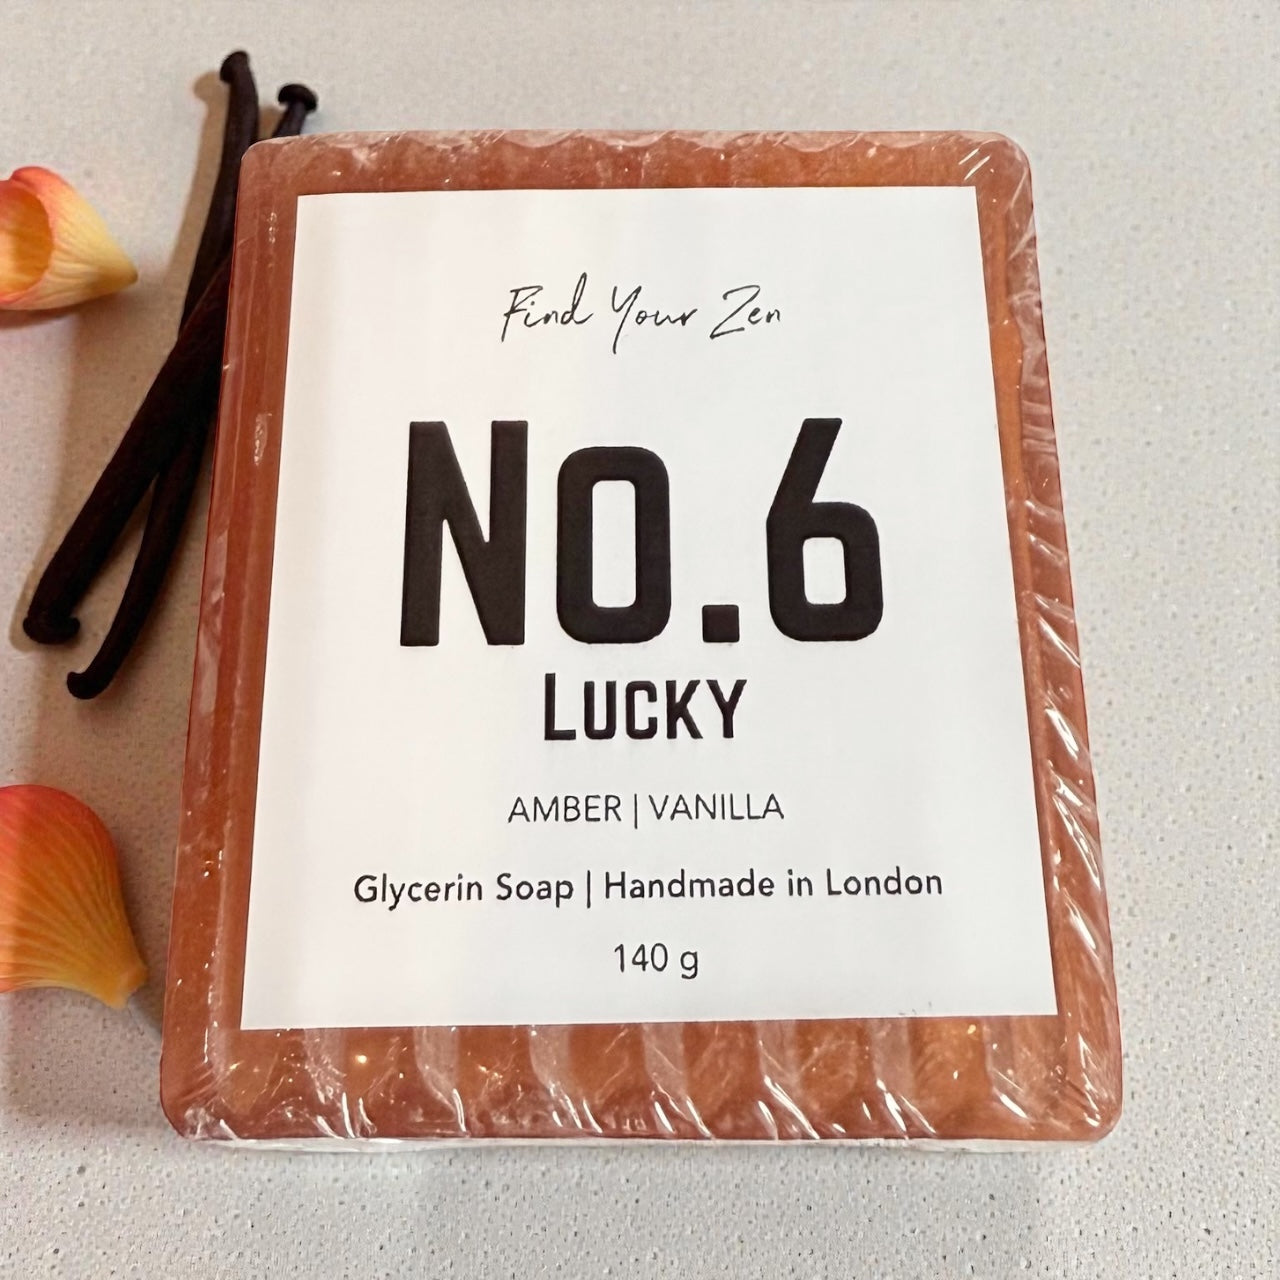 Find Your Zen
No.6
Lucky
AMBER | VANILLA
Glycerin Soap | Handmade in London
140 g